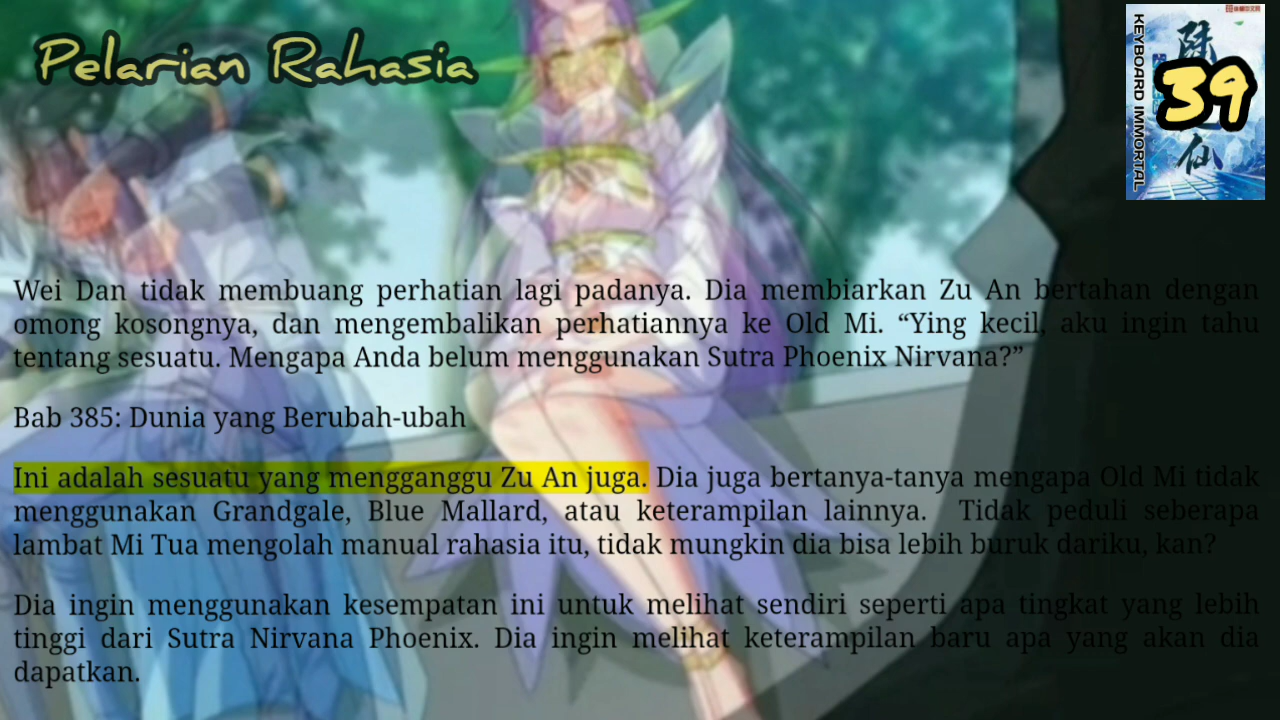 Pelarian Rahasia
39
KEYBOARD IMMORTAL
陸
仙
Wei Dan tidak membuang perhatian lagi padanya. Dia membiarkan Zu An bertahan dengan
omong kosongnya, dan mengembalikan perhatiannya ke Old Mi. “Ying kecil, aku ingin tahu
tentang sesuatu. Mengapa Anda belum menggunakan Sutra Phoenix Nirvana?”
Bab 385: Dunia yang Berubah-ubah
Ini adalah sesuatu yang mengganggu Zu An juga. Dia juga bertanya-tanya mengapa Old Mi tidak
menggunakan Grandgale, Blue Mallard, atau keterampilan lainnya. Tidak peduli seberapa
lambat Mi Tua mengolah manual rahasia itu, tidak mungkin dia bisa lebih buruk dariku, kan?
Dia ingin menggunakan kesempatan ini untuk melihat sendiri seperti apa tingkat yang lebih
tinggi dari Sutra Nirvana Phoenix. Dia ingin melihat keterampilan baru apa yang akan dia
dapatkan.